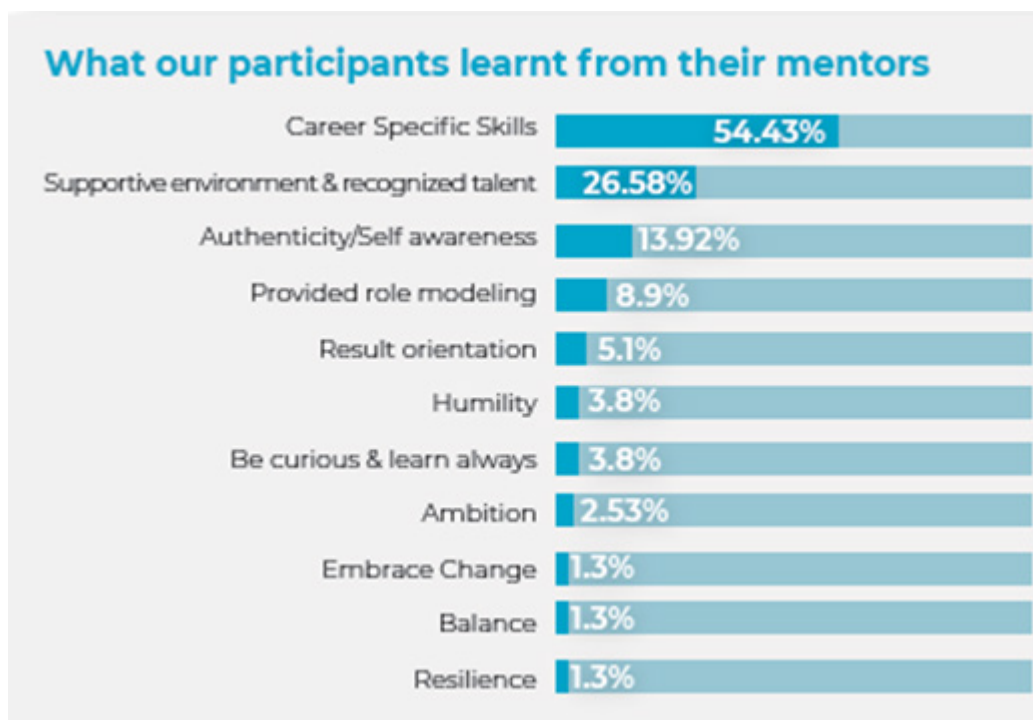 What our participants learnt from their mentors
Career Specific Skills 54.43%
Supportive environment & recognized talent 26.58%
Authenticity/Self awareness 13.92%
Provided role modeling 8.9%
Result orientation 5.1%
Humility 3.8%
Be curious & learn always 3.8%
Ambition 2.53%
Embrace Change 1.3%
Balance 1.3%
Resilience 1.3%